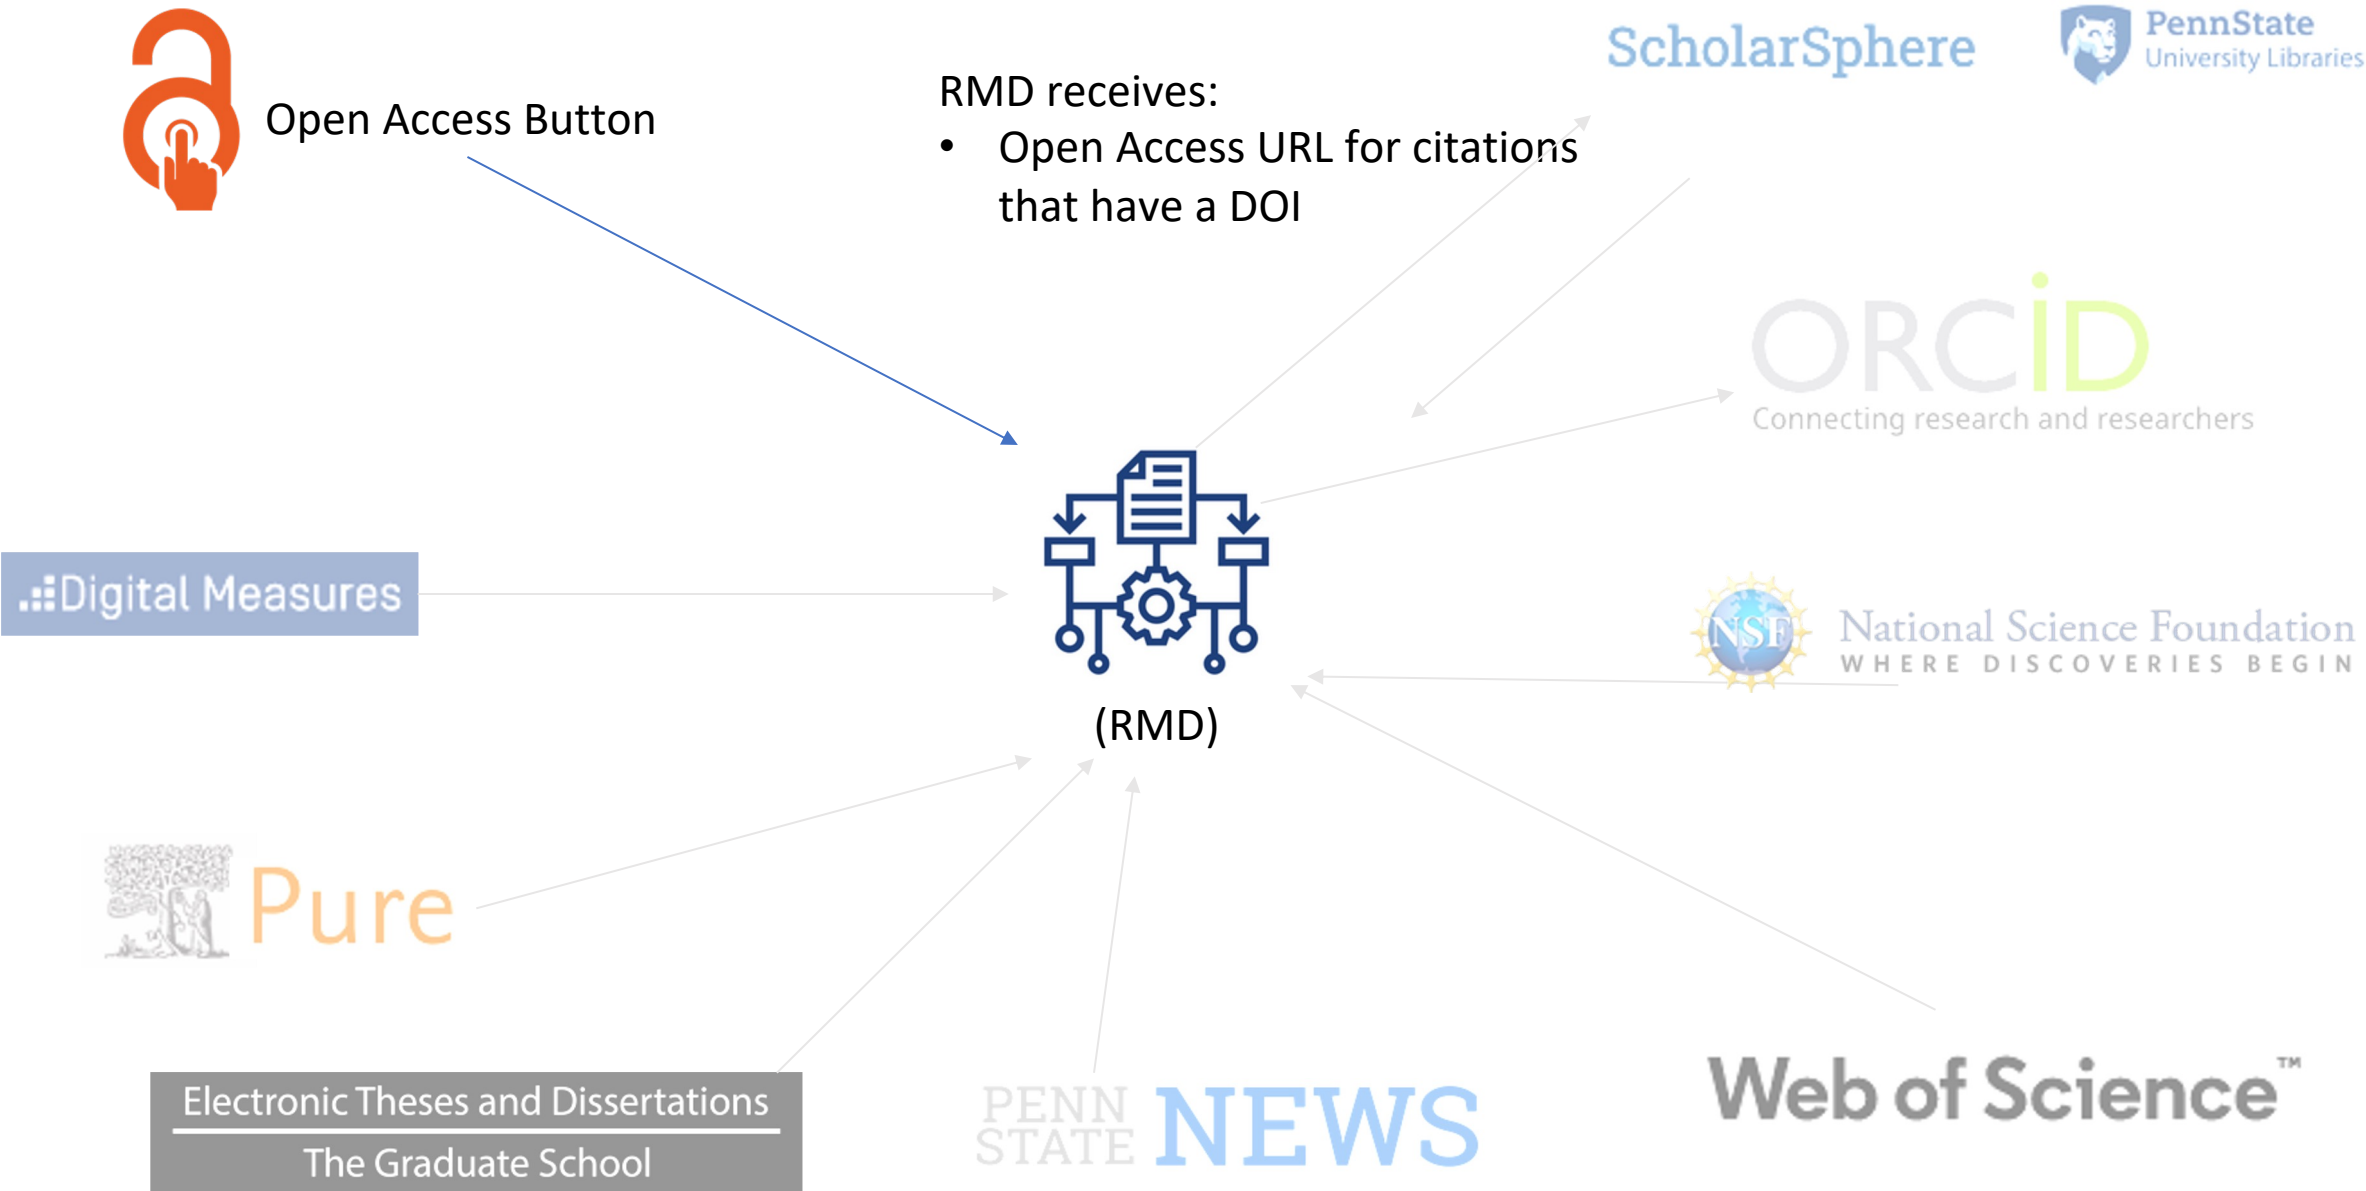 Open Access Button
RMD receives:
• Open Access URL for citations
that have a DOI
ScholarSphere
PennState
University Libraries
ORCiD
Connecting research and researchers
Digital Measures
NSF
National Science Foundation
WHERE DISCOVERIES BEGIN
(RMD)
Pure
Electronic Theses and Dissertations
The Graduate School
PENN
STATE
NEWS
Web of Science™